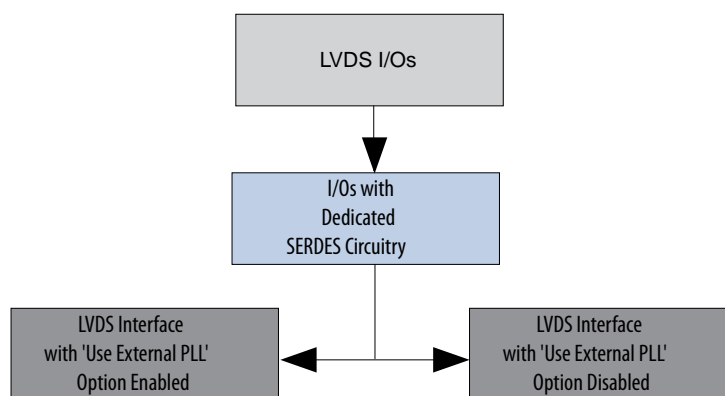 LVDS I/Os
I/Os with
Dedicated
SERDES Circuitry
LVDS Interface
with 'Use External PLL'
Option Enabled
LVDS Interface
with 'Use External PLL'
Option Disabled